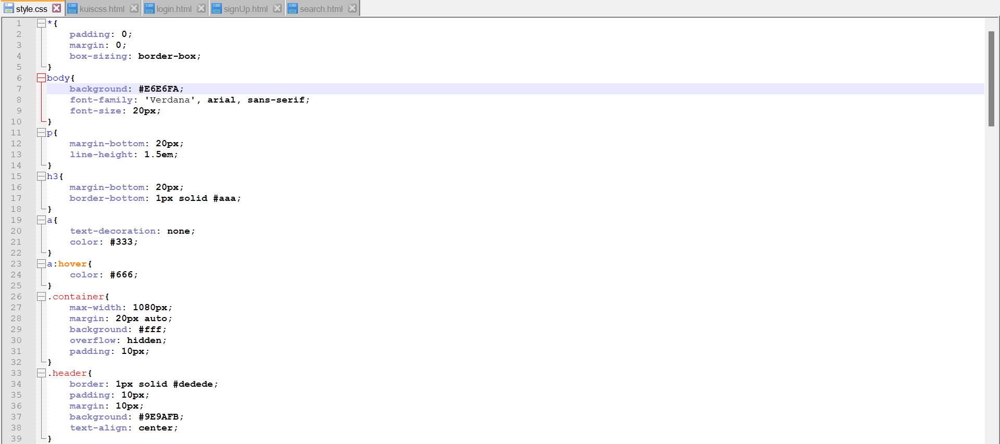 style.css kuiscss.html login.html signUp.html search.html
1 *{
2 padding: 0;
3 margin: 0;
4 box-sizing: border-box;
5 }
6 body{
7 background: #E6E6FA;
8 font-family: 'Verdana', arial, sans-serif;
9 font-size: 20px;
10 }
11 p{
12 margin-bottom: 20px;
13 line-height: 1.5em;
14 }
15 h3{
16 margin-bottom: 20px;
17 border-bottom: 1px solid #aaa;
18 }
19 a{
20 text-decoration: none;
21 color: #333;
22 }
23 a:hover{
24 color: #666;
25 }
26 .container{
27 max-width: 1080px;
28 margin: 20px auto;
29 background: #fff;
30 overflow: hidden;
31 padding: 10px;
32 }
33 .header{
34 border: 1px solid #dedede;
35 padding: 10px;
36 margin: 10px;
37 background: #9E9AFB;
38 text-align: center;
39 }